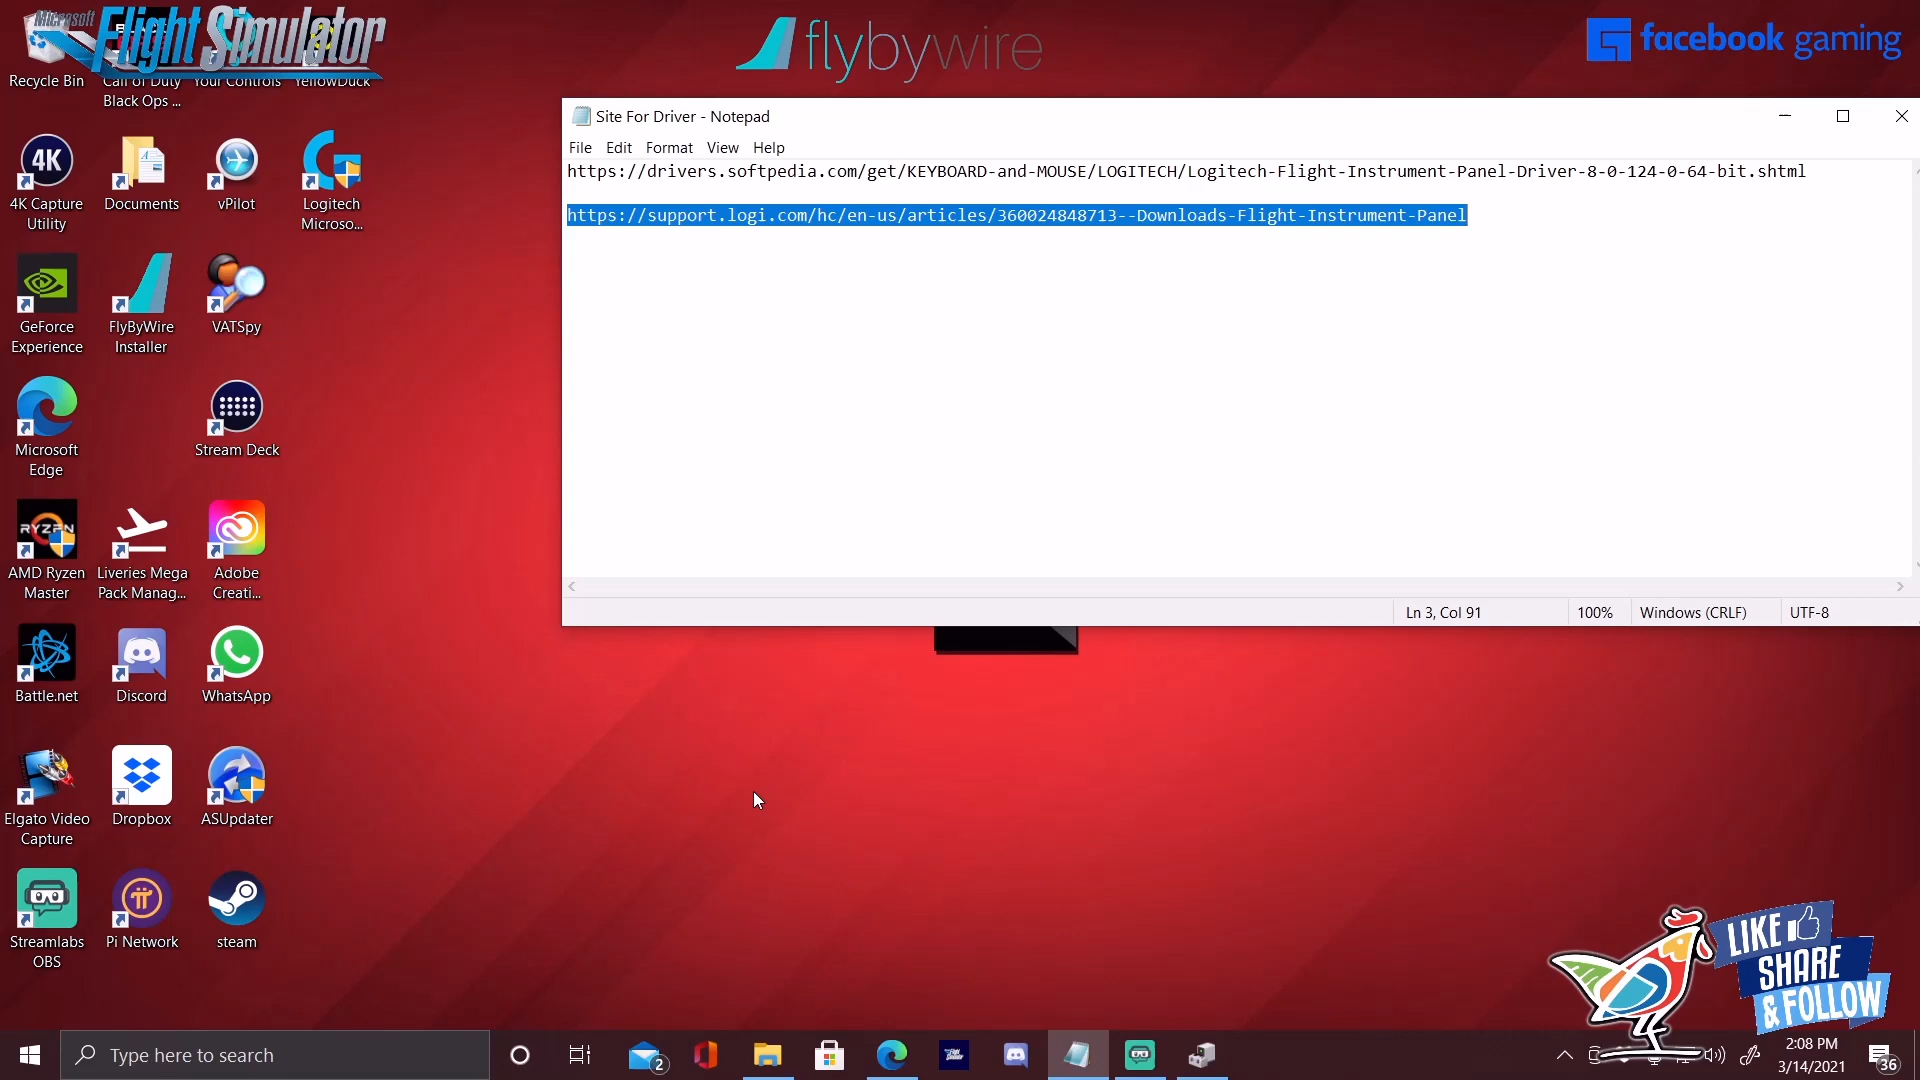 Microsoft
Flight Simulator
flybywire
facebook gaming
Recycle Bin
Call of Duty
Black Ops ...
Your Controls
YellowDuck
Site For Driver - Notepad
File Edit Format View Help
https://drivers.softpedia.com/get/KEYBOARD-and-MOUSE/LOGITECH/Logitech-Flight-Instrument-Panel-Driver-8-0-124-0-64-bit.shtml
https://support.logi.com/hc/en-us/articles/360024848713--Downloads-Flight-Instrument-Panel
Ln 3, Col 91
100%
Windows (CRLF)
UTF-8
4K
4K Capture
Utility
Documents
vPilot
Logitech
Microso...
GeForce
Experience
FlyByWire
Installer
VATSpy
Microsoft
Edge
Stream Deck
RYZEN
AMD Ryzen
Master
Liveries Mega
Pack Manag...
Adobe
Creati...
Battle.net
Discord
WhatsApp
Elgato Video
Capture
Dropbox
ASUpdater
Streamlabs
OBS
Pi Network
steam
LIKE
SHARE
& FOLLOW
Type here to search
2
2:08 PM
3/14/2021
36